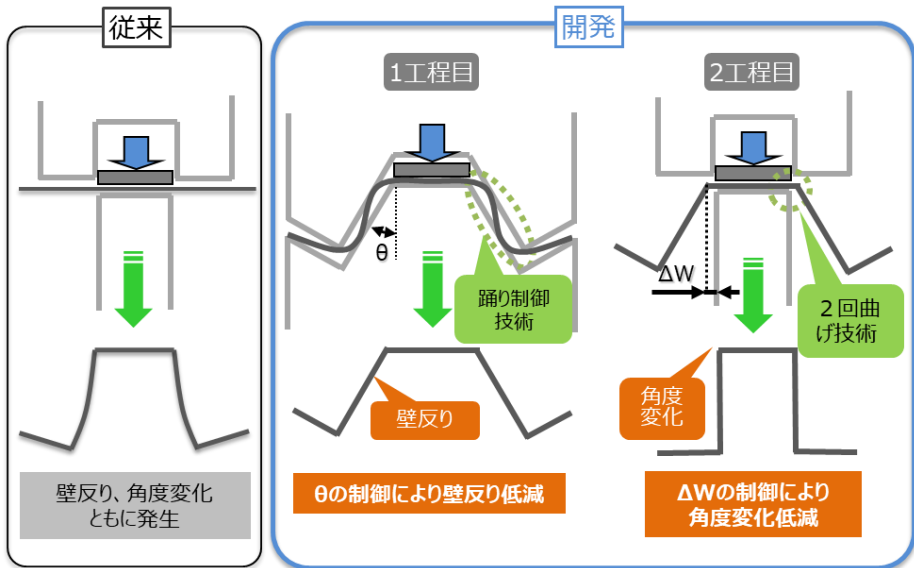 従来
壁反り、角度変化
ともに発生
開発
1工程目
θ
踊り制御
技術
壁反り
θの制御により壁反り低減
2工程目
ΔW
２回曲
げ技術
角度
変化
ΔWの制御により
角度変化低減